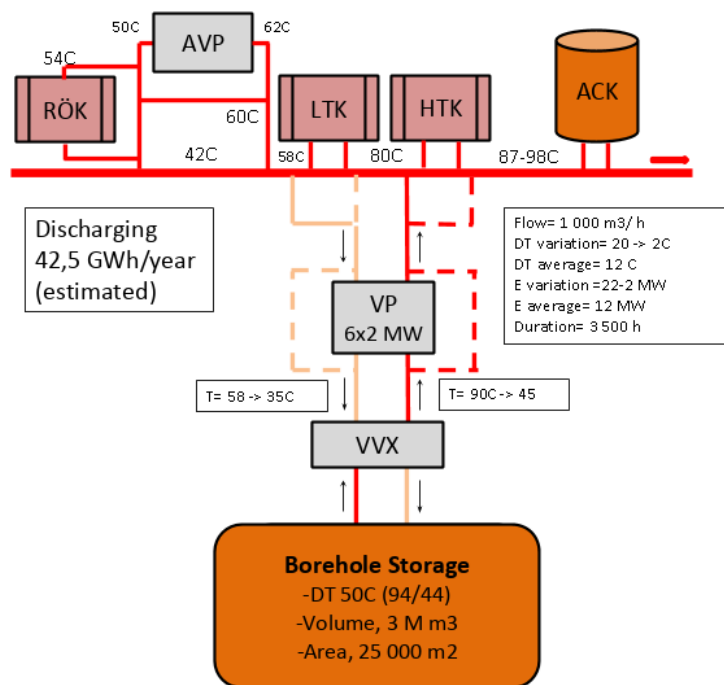 50C
AVP
62C
54C
RÖK
60C
LTK
HTK
ACK
42C
58C
80C
87-98C
Discharging
42,5 GWh/year
(estimated)
Flow= 1 000 m3/ h
DT variation= 20 -> 2C
DT average= 12 C
E variation =22-2 MW
E average= 12 MW
Duration= 3 500 h
VP
6x2 MW
T= 58 -> 35C
T= 90C -> 45
VVX
Borehole Storage
-DT 50C (94/44)
-Volume, 3 M m3
-Area, 25 000 m2